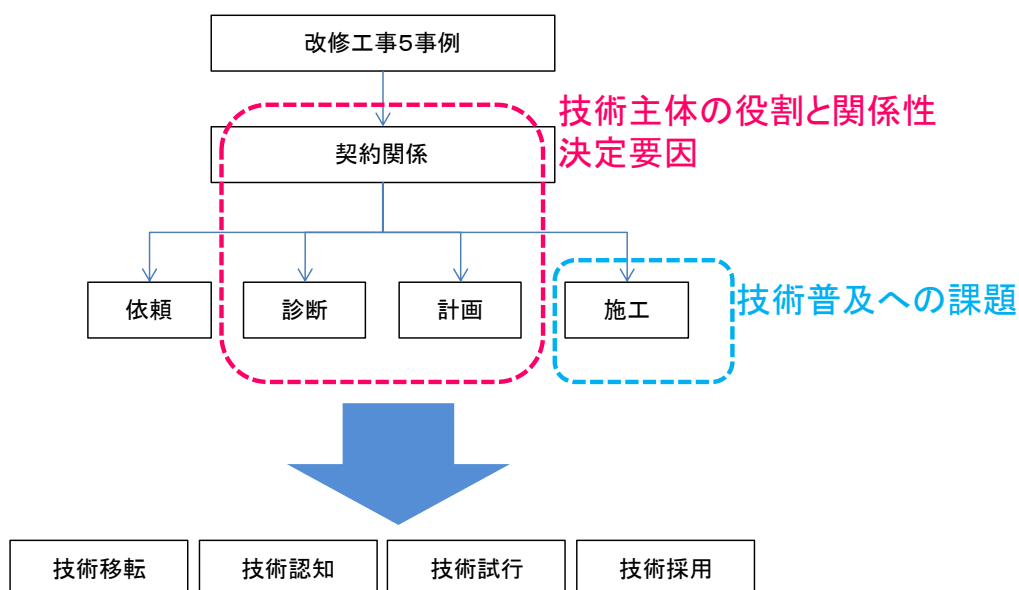 改修工事5事例
技術主体の役割と関係性
決定要因
契約関係
依頼
診断
計画
施工
技術普及への課題
技術移転
技術認知
技術試行
技術採用